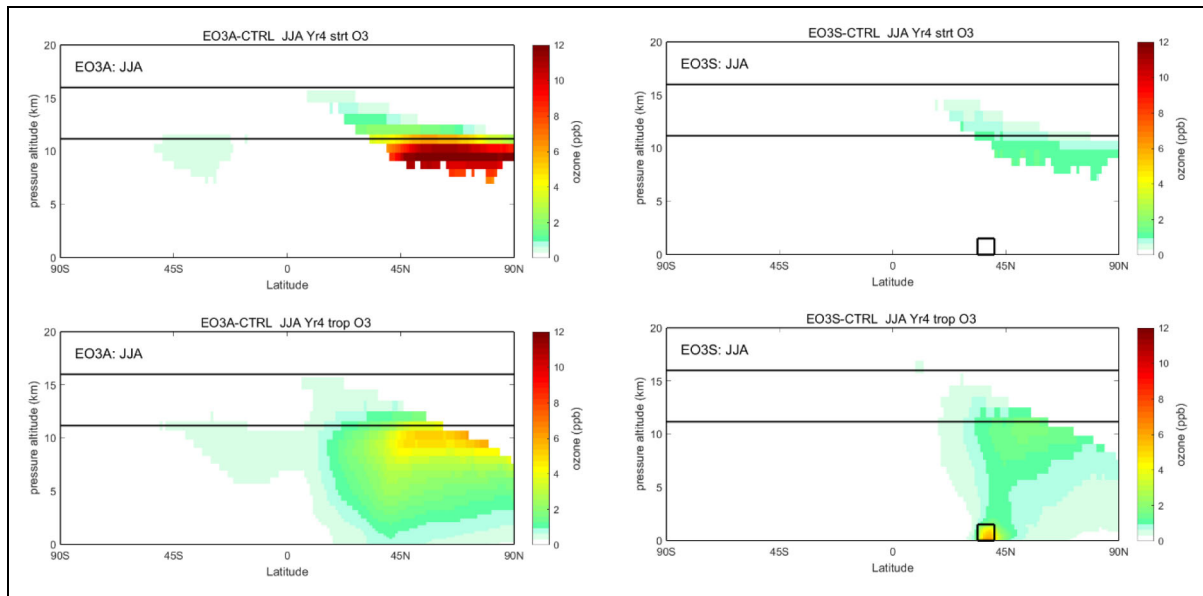 EO3A-CTRL JJA Yr4 strt O3
20
15
10
5
0
pressure altitude (km)
EO3A: JJA
90S 45S 0 45N 90N
Latitude
12
10
8
6
4
2
0
ozone (ppb)
EO3S-CTRL JJA Yr4 strt O3
20
15
10
5
0
pressure altitude (km)
EO3S: JJA
90S 45S 0 45N 90N
Latitude
12
10
8
6
4
2
0
ozone (ppb)
EO3A-CTRL JJA Yr4 trop O3
20
15
10
5
0
pressure altitude (km)
EO3A: JJA
90S 45S 0 45N 90N
Latitude
12
10
8
6
4
2
0
ozone (ppb)
EO3S-CTRL JJA Yr4 trop O3
20
15
10
5
0
pressure altitude (km)
EO3S: JJA
90S 45S 0 45N 90N
Latitude
12
10
8
6
4
2
0
ozone (ppb)